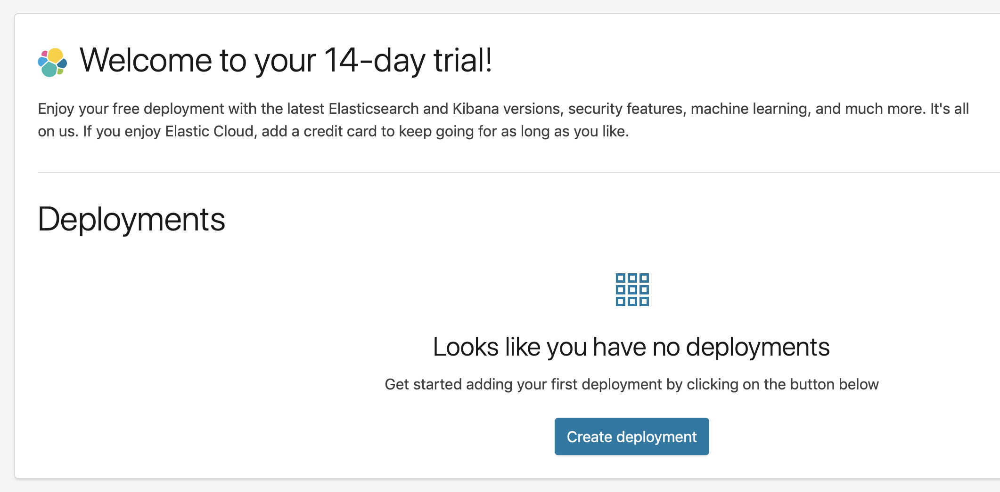 Welcome to your 14-day trial!
Enjoy your free deployment with the latest Elasticsearch and Kibana versions, security features, machine learning, and much more. It's all
on us. If you enjoy Elastic Cloud, add a credit card to keep going for as long as you like.
Deployments
Looks like you have no deployments
Get started adding your first deployment by clicking on the button below
Create deployment